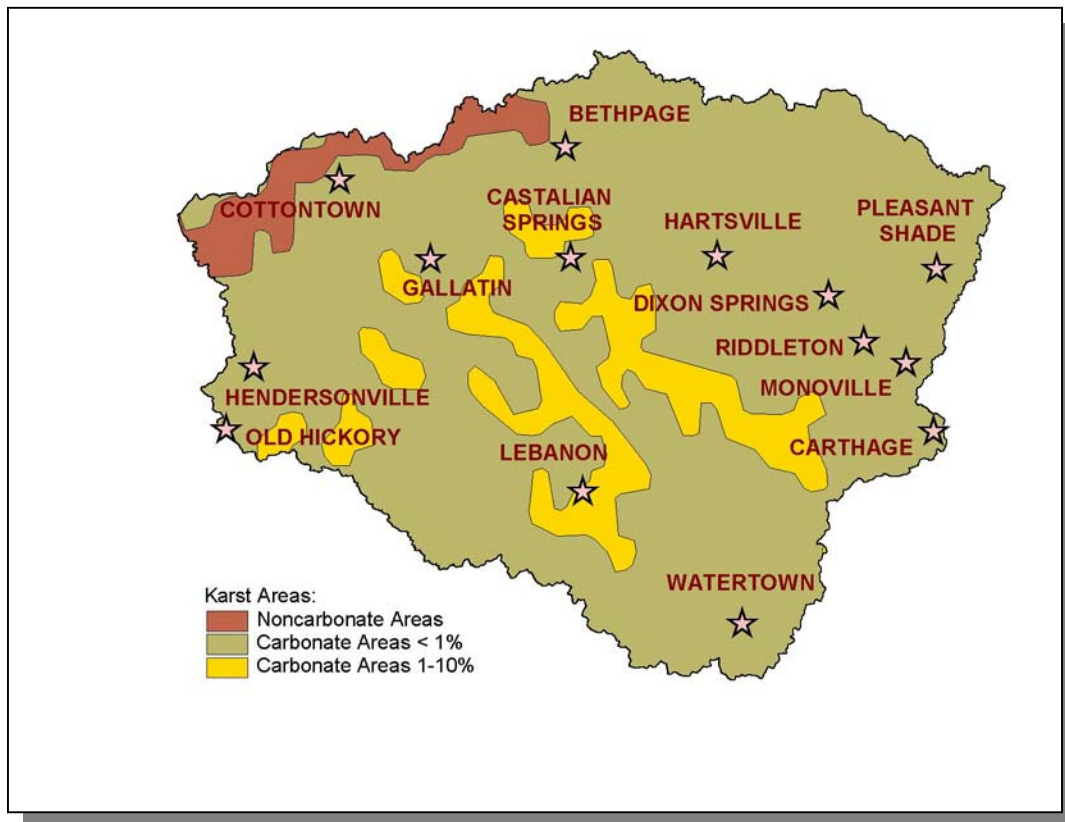 BETHPAGE
COTTONTOWN
CASTALIAN
SPRINGS
HARTSVILLE
PLEASANT
SHADE
GALLATIN
DIXON SPRINGS
RIDDLETON
MONOVILLE
HENDERSONVILLE
OLD HICKORY
LEBANON
CARTHAGE
WATERTOWN
Karst Areas:
Noncarbonate Areas
Carbonate Areas < 1%
Carbonate Areas 1-10%